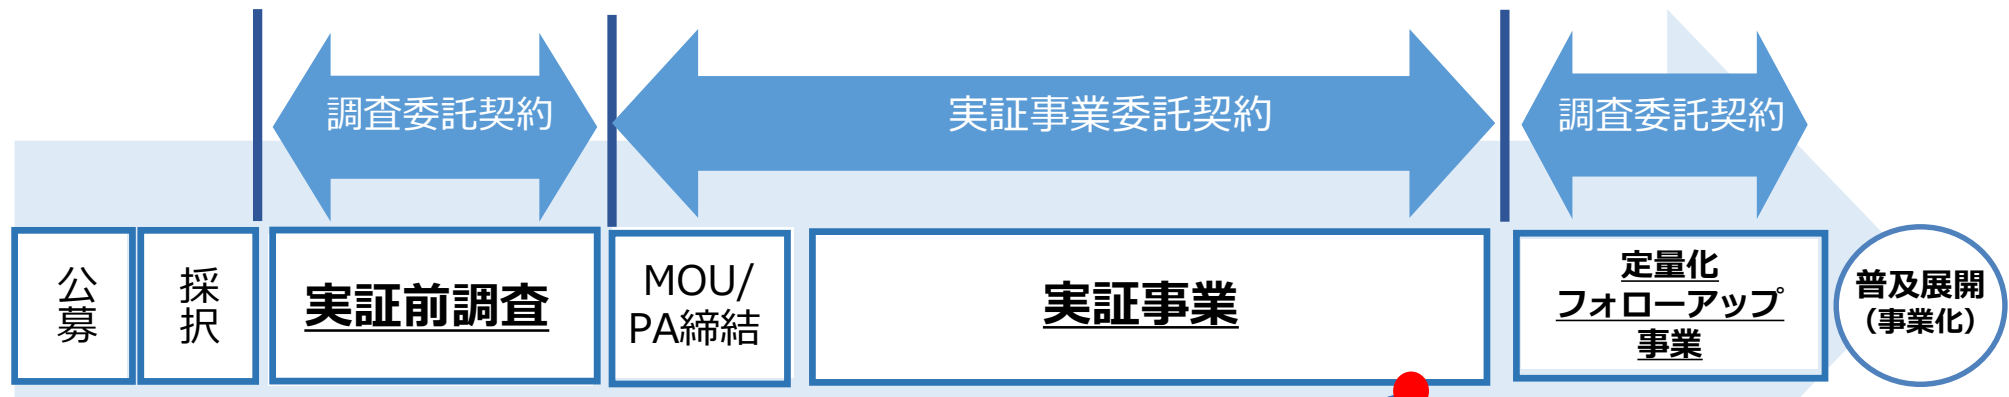 調査委託契約
実証事業委託契約
調査委託契約
公募
採択
実証前調査
MOU/
PA締結
実証事業
定量化
フォローアップ
事業
普及展開
（事業化）